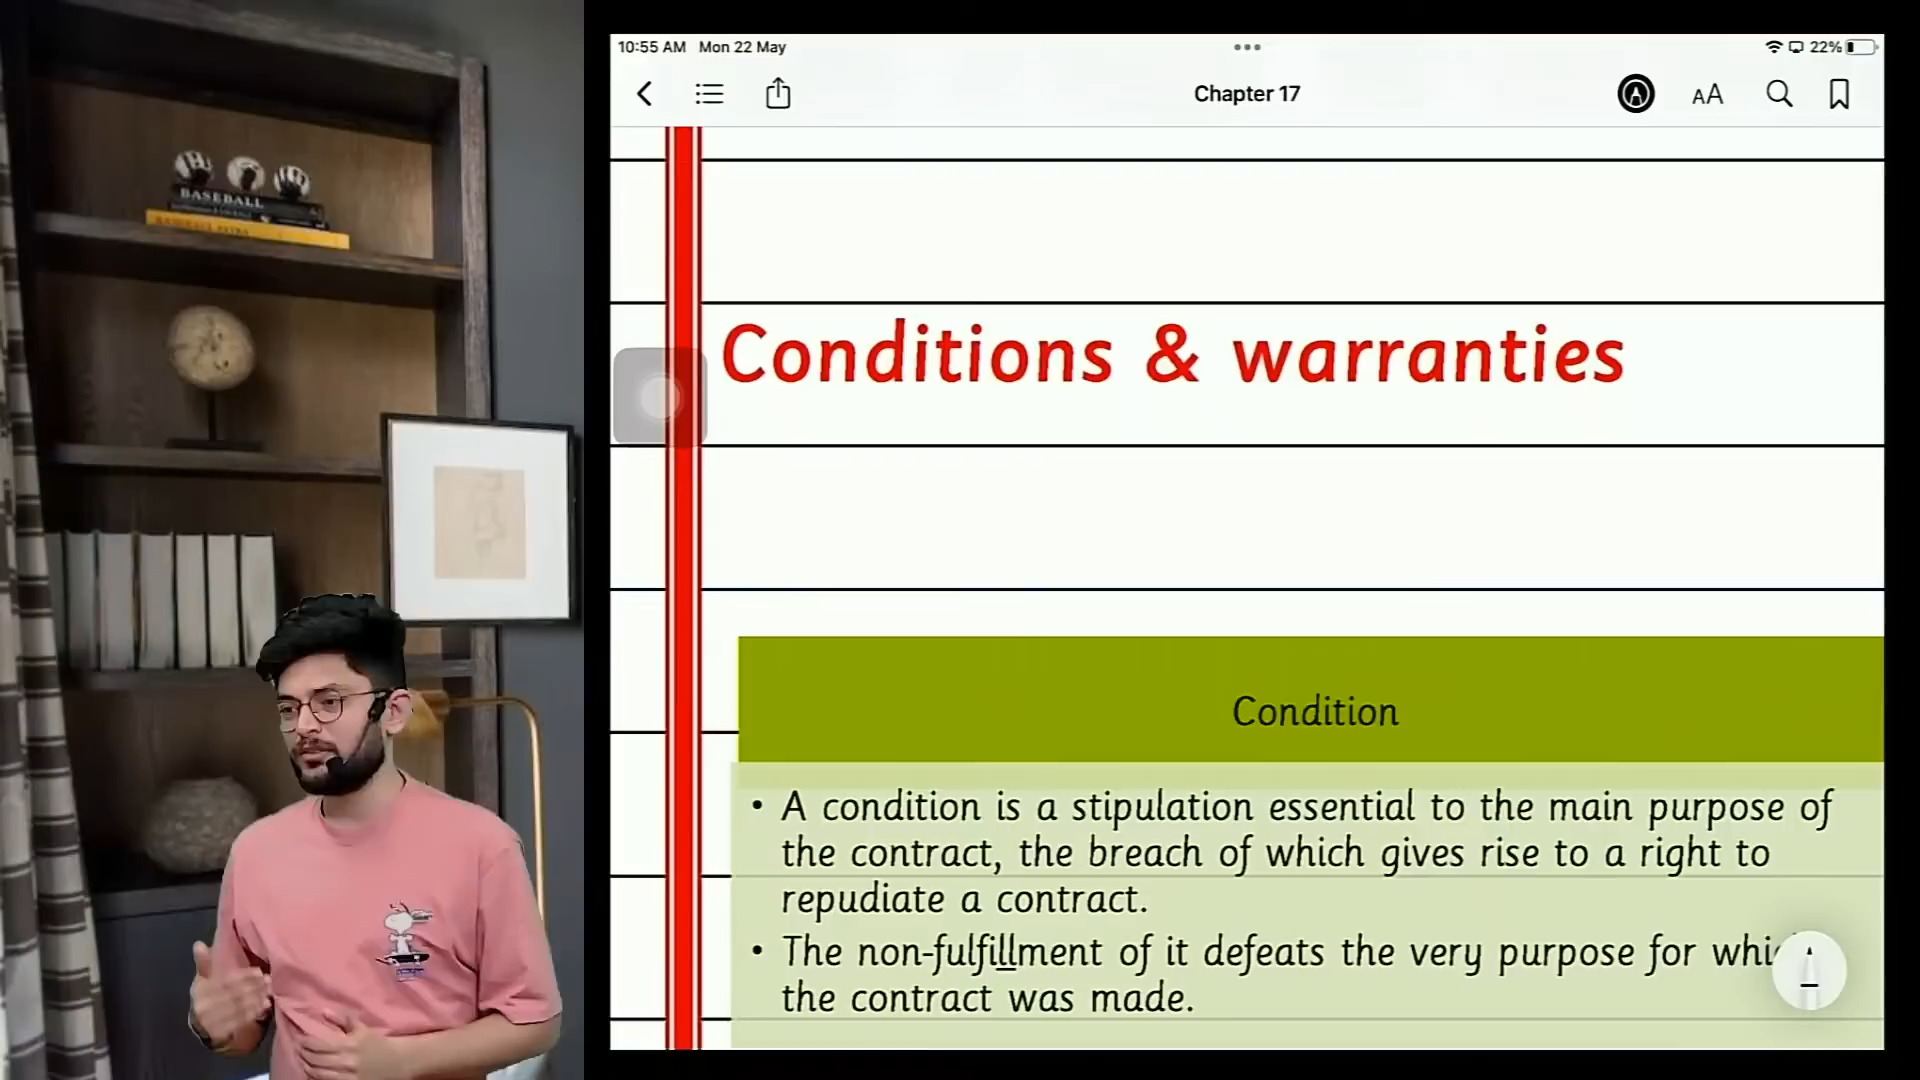 10:55 AM Mon 22 May
22%
Chapter 17
AA
BASEBALL
Conditions & warranties
Condition
• A condition is a stipulation essential to the main purpose of
the contract, the breach of which gives rise to a right to
repudiate a contract.
• The non-fulfillment of it defeats the very purpose for
the contract was made.